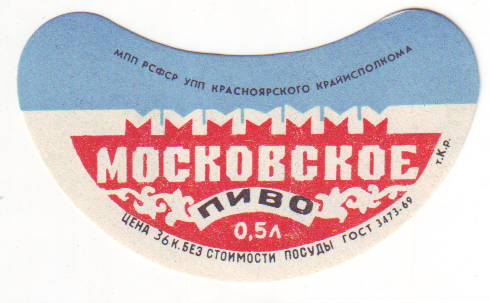 МПП РСФСР УПП КРАСНОЯРСКОГО КРАЙИСПОЛКОМА
МОСКОВСКОЕ
ПИВО
0,5л
ЦЕНА 36 К. БЕЗ СТОИМОСТИ ПОСУДЫ ГОСТ 3473-69
т.К.р.